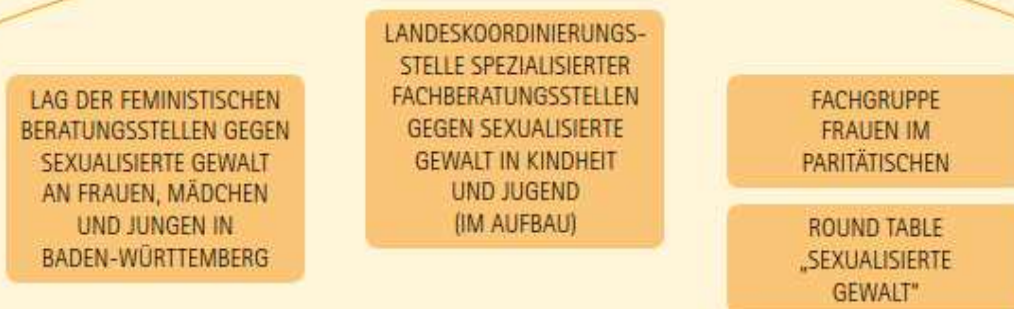 LAG DER FEMINISTISCHEN
BERATUNGSSTELLEN GEGEN
SEXUALISIERTE GEWALT
AN FRAUEN, MÄDCHEN
UND JUNGEN IN
BADEN-WÜRTTEMBERG
LANDESKOORDINIERUNGS-
STELLE SPEZIALISIERTER
FACHBERATUNGSSTELLEN
GEGEN SEXUALISIERTE
GEWALT IN KINDHEIT
UND JUGEND
(IM AUFBAU)
FACHGRUPPE
FRAUEN IM
PARITÄTISCHEN
ROUND TABLE
„SEXUALISIERTE
GEWALT"